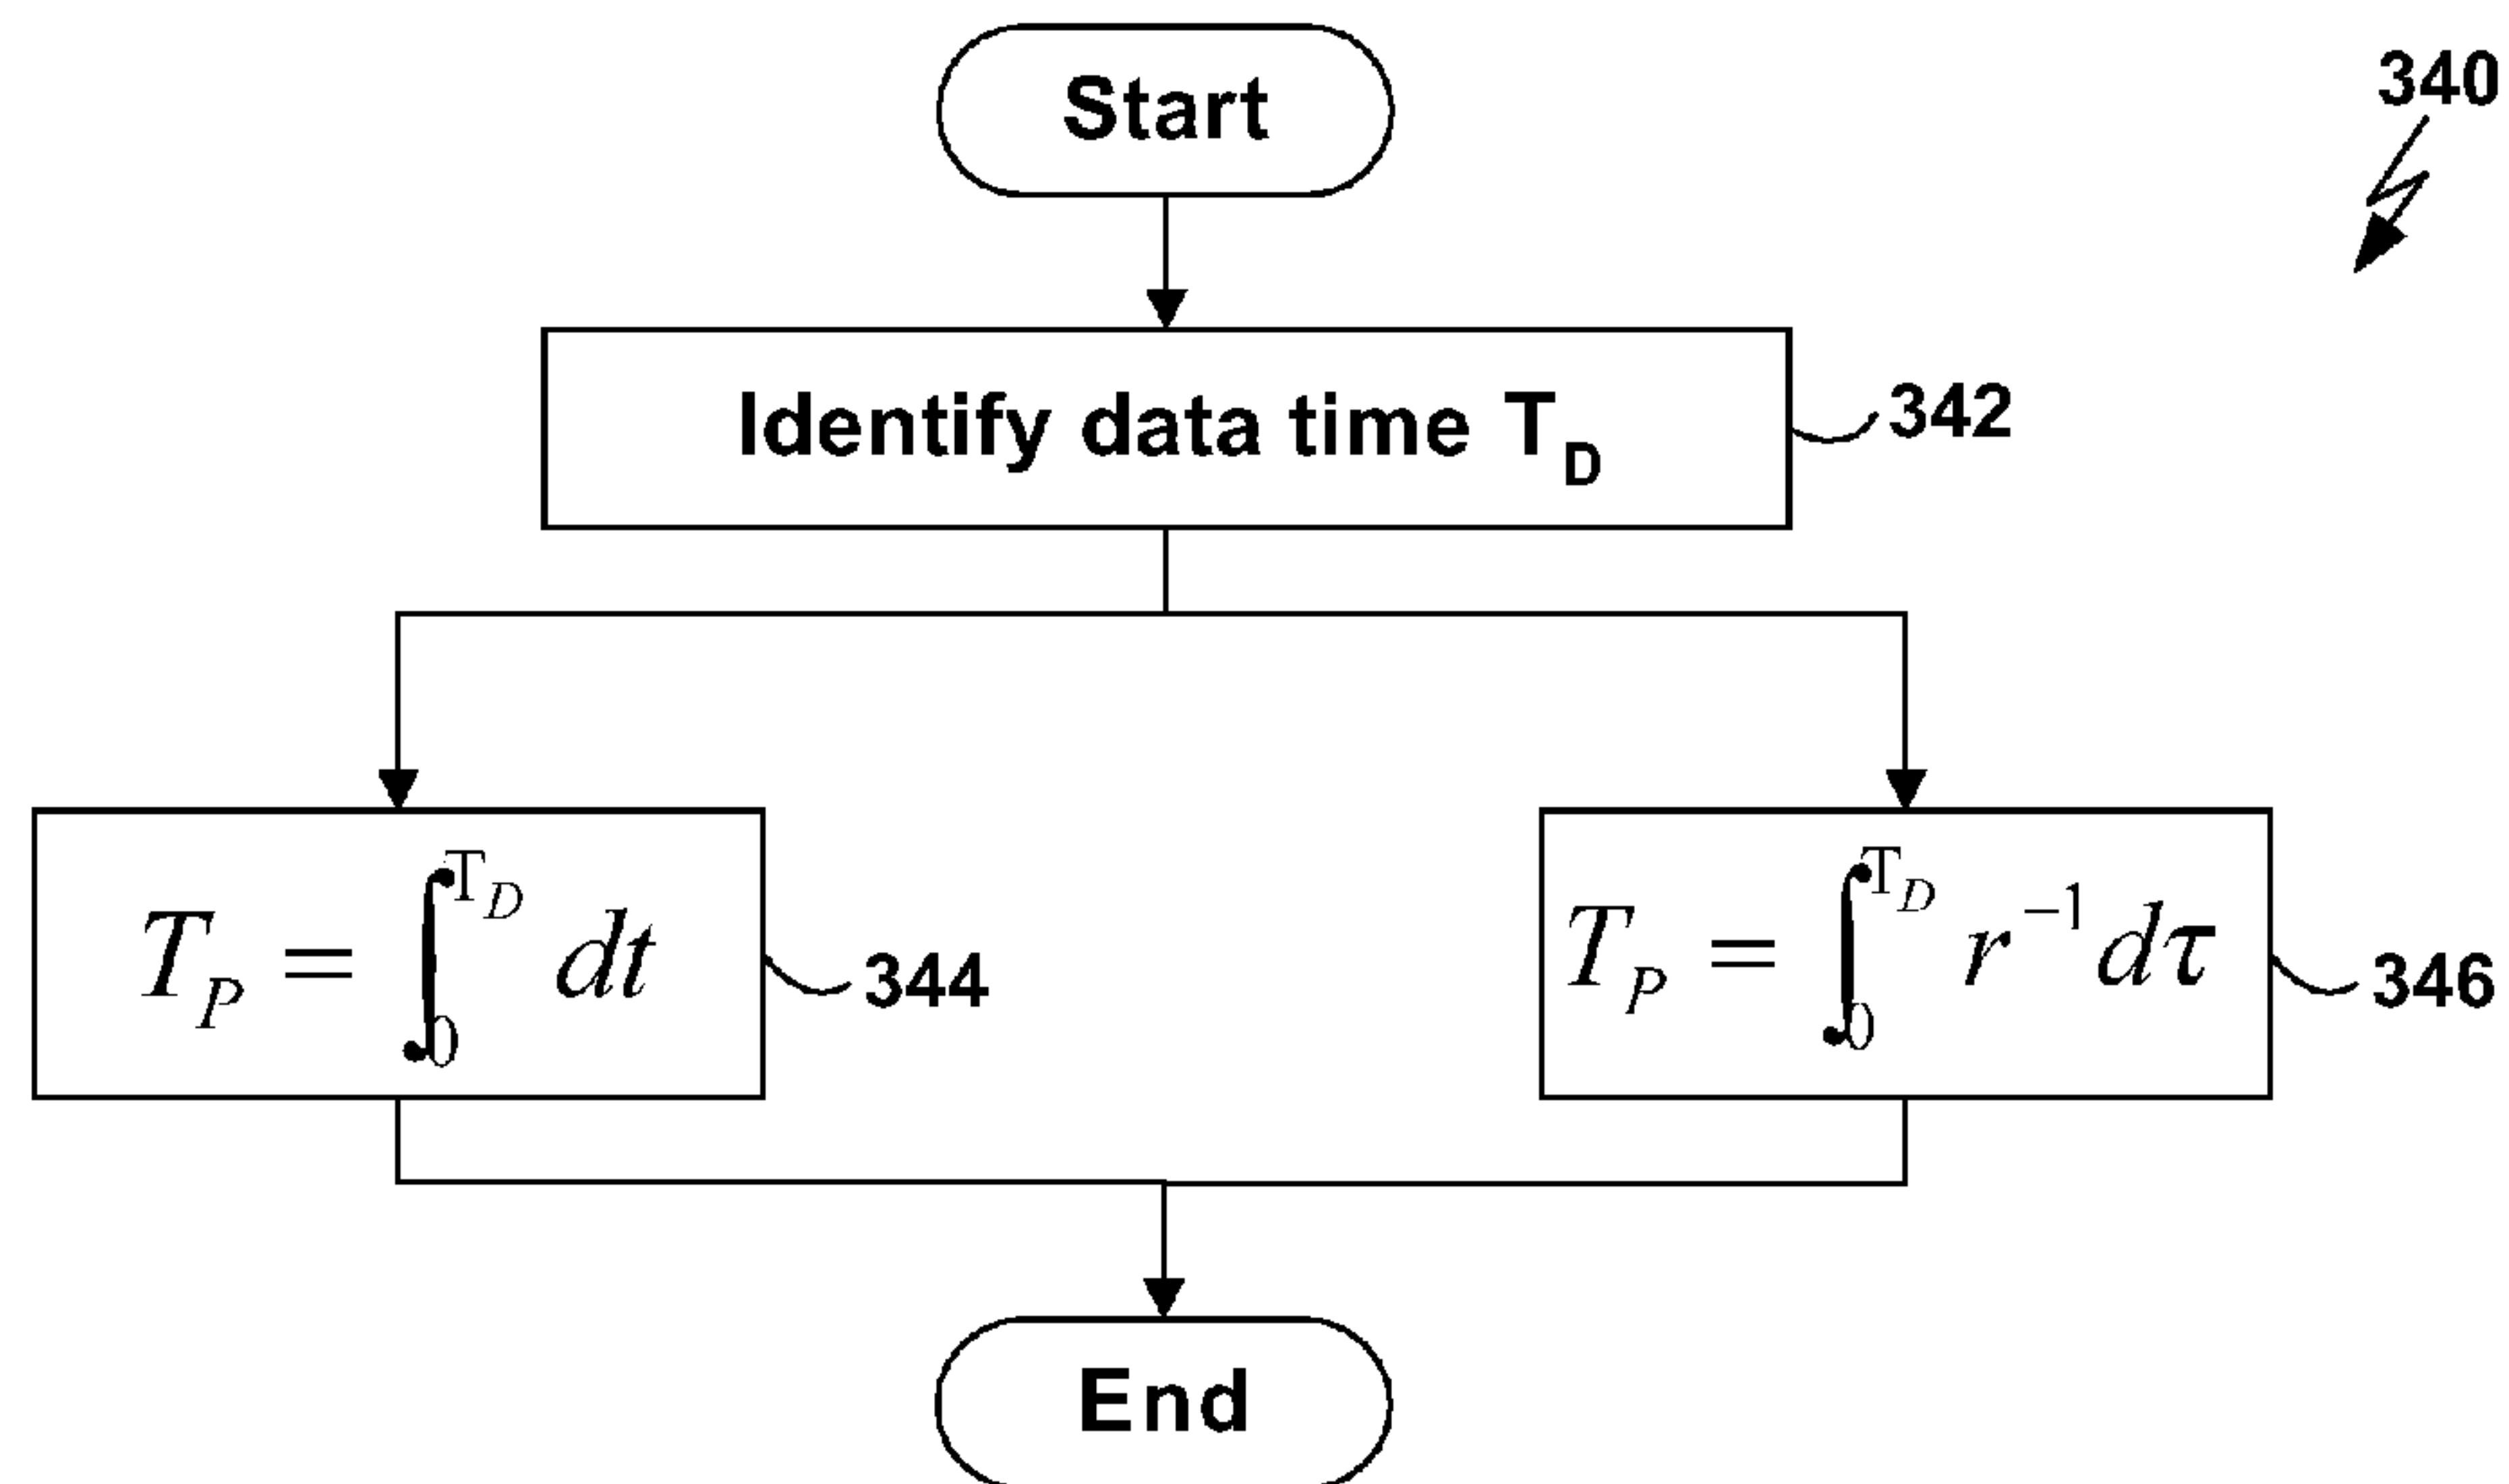 Start
340
Identify data time T_D
342
T_P = ∫_0^{T_D} dt
344
T_P = ∫_0^{T_D} r^{-1} dτ
346
End